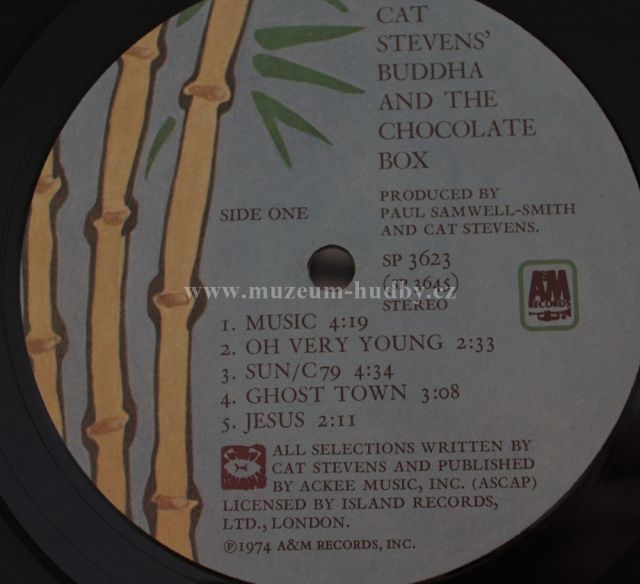 CAT
STEVENS'
BUDDHA
AND THE
CHOCOLATE
BOX
PRODUCED BY
SIDE ONE
PAUL SAMWELL-SMITH
AND CAT STEVENS.
SP 3623
(SP 3646)
STEREO
A&M
RECORDS
www.muzeum-hudby.cz
1. MUSIC 4:19
2. OH VERY YOUNG 2:33
3. SUN/C79 4:34
4. GHOST TOWN 3:08
5. JESUS 2:11
ALL SELECTIONS WRITTEN BY
CAT STEVENS AND PUBLISHED
BY ACKEE MUSIC, INC. (ASCAP)
LICENSED BY ISLAND RECORDS,
LTD., LONDON.
℗1974 A&M RECORDS, INC.